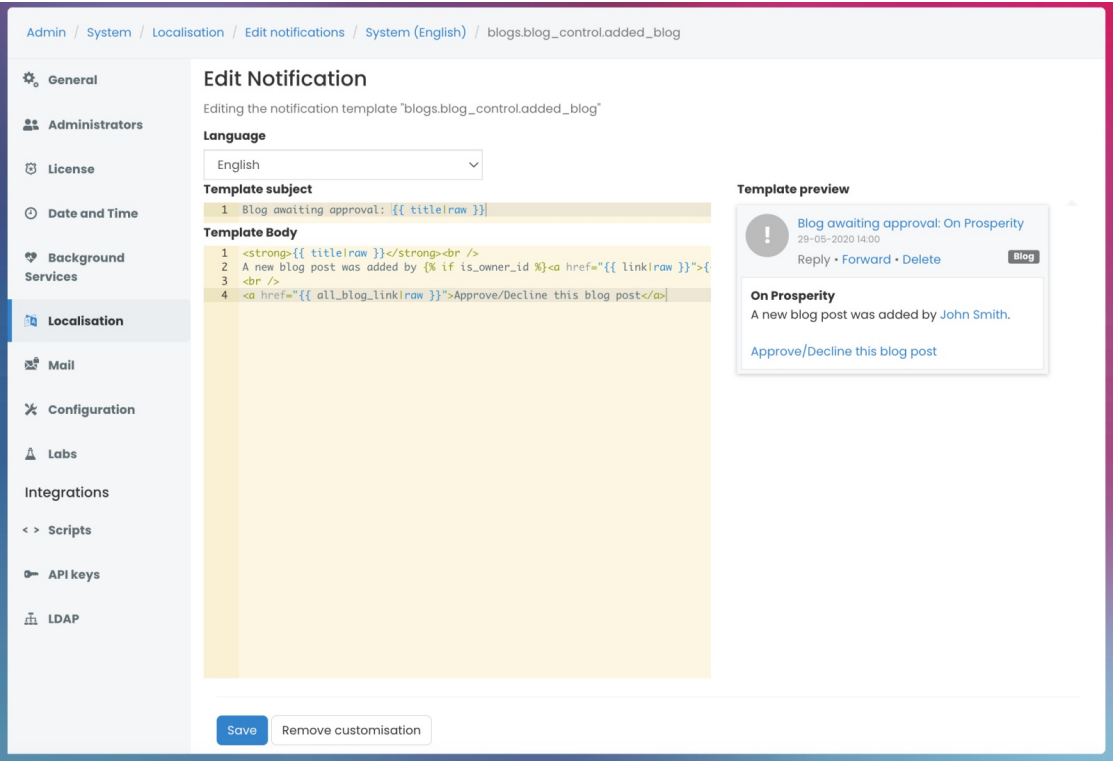 Admin / System / Localisation / Edit notifications / System (English) / blogs.blog_control.added_blog
General
Administrators
License
Date and Time
Background
Services
Localisation
Mail
Configuration
Labs
Integrations
Scripts
API keys
LDAP
Edit Notification
Editing the notification template "blogs.blog_control.added_blog"
Language
English
Template subject
1 Blog awaiting approval: {{ title|raw }}
Template Body
1 <strong>{{ title|raw }}</strong><br />
2 A new blog post was added by {% if is_owner_id %}<a href="{{ link|raw }}">{
3 <br />
4 <a href="{{ all_blog_link|raw }}">Approve/Decline this blog post</a>
Template preview
Blog awaiting approval: On Prosperity
29-05-2020 14:00
Reply • Forward • Delete
Blog
On Prosperity
A new blog post was added by John Smith.
Approve/Decline this blog post
Save
Remove customisation